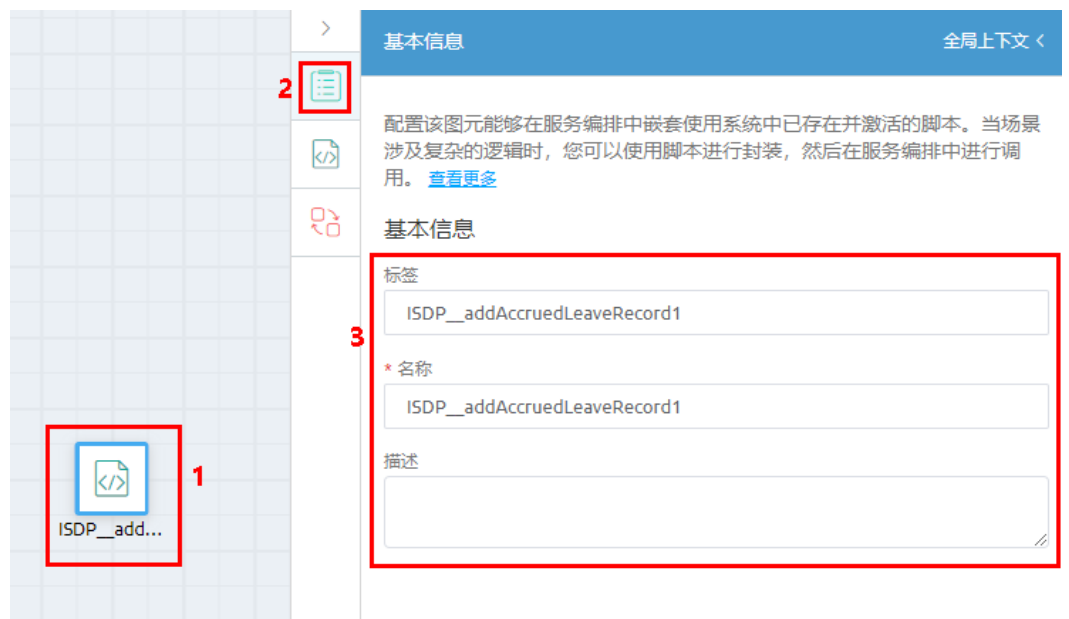 基本信息
全局上下文
2
配置该图元能够在服务编排中嵌套使用系统中已存在并激活的脚本。当场景
涉及复杂的逻辑时，您可以使用脚本进行封装，然后在服务编排中进行调
用。 查看更多
基本信息
标签
ISDP__addAccruedLeaveRecord1
3
* 名称
ISDP__addAccruedLeaveRecord1
描述
1
ISDP__add...